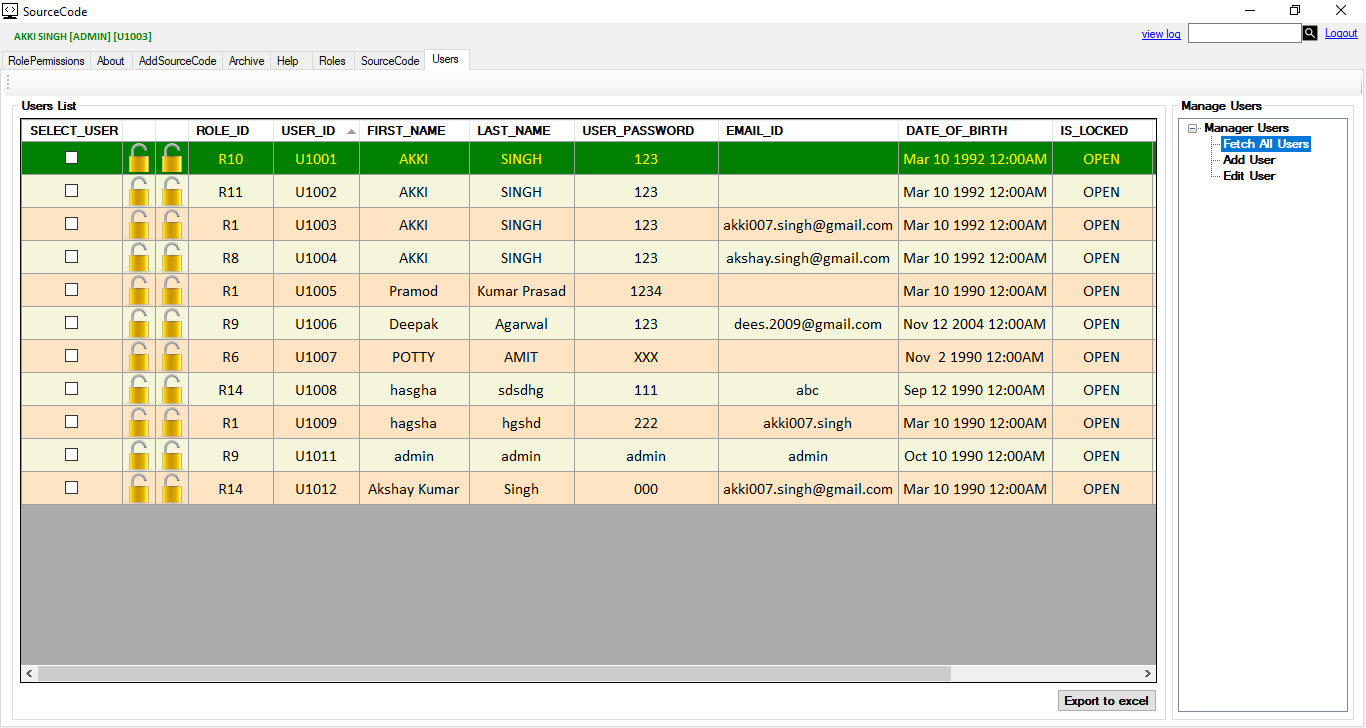 SourceCode
AKKI SINGH [ADMIN] [U1003]
view log Logout
RolePermissions About AddSourceCode Archive Help Roles SourceCode Users
Users List
SELECT_USER ROLE_ID USER_ID FIRST_NAME LAST_NAME USER_PASSWORD EMAIL_ID DATE_OF_BIRTH IS_LOCKED
R10 U1001 AKKI SINGH 123 Mar 10 1992 12:00AM OPEN
R11 U1002 AKKI SINGH 123 Mar 10 1992 12:00AM OPEN
R1 U1003 AKKI SINGH 123 akki007.singh@gmail.com Mar 10 1992 12:00AM OPEN
R8 U1004 AKKI SINGH 123 akshay.singh@gmail.com Mar 10 1992 12:00AM OPEN
R1 U1005 Pramod Kumar Prasad 1234 Mar 10 1990 12:00AM OPEN
R9 U1006 Deepak Agarwal 123 dees.2009@gmail.com Nov 12 2004 12:00AM OPEN
R6 U1007 POTTY AMIT XXX Nov  2 1990 12:00AM OPEN
R14 U1008 hasgha sdsdhg 111 abc Sep 12 1990 12:00AM OPEN
R1 U1009 hagsha hgshd 222 akki007.singh Mar 10 1990 12:00AM OPEN
R9 U1011 admin admin admin admin Oct 10 1990 12:00AM OPEN
R14 U1012 Akshay Kumar Singh 000 akki007.singh@gmail.com Mar 10 1990 12:00AM OPEN
Export to excel
Manage Users
Manager Users
Fetch All Users
Add User
Edit User